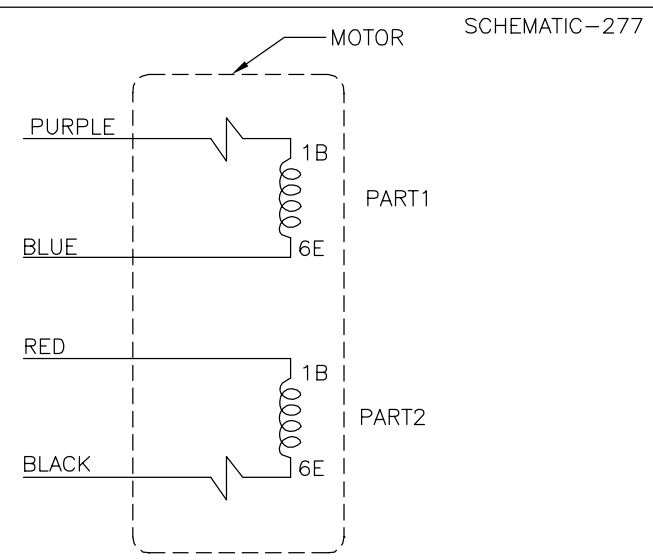 SCHEMATIC-277
MOTOR
PURPLE
1B
PART1
BLUE
6E
RED
1B
PART2
BLACK
6E